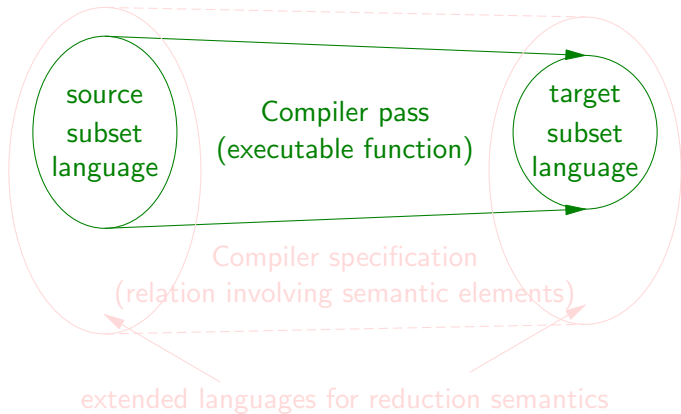 source
subset
language
Compiler pass
(executable function)
target
subset
language
Compiler specification
(relation involving semantic elements)
extended languages for reduction semantics